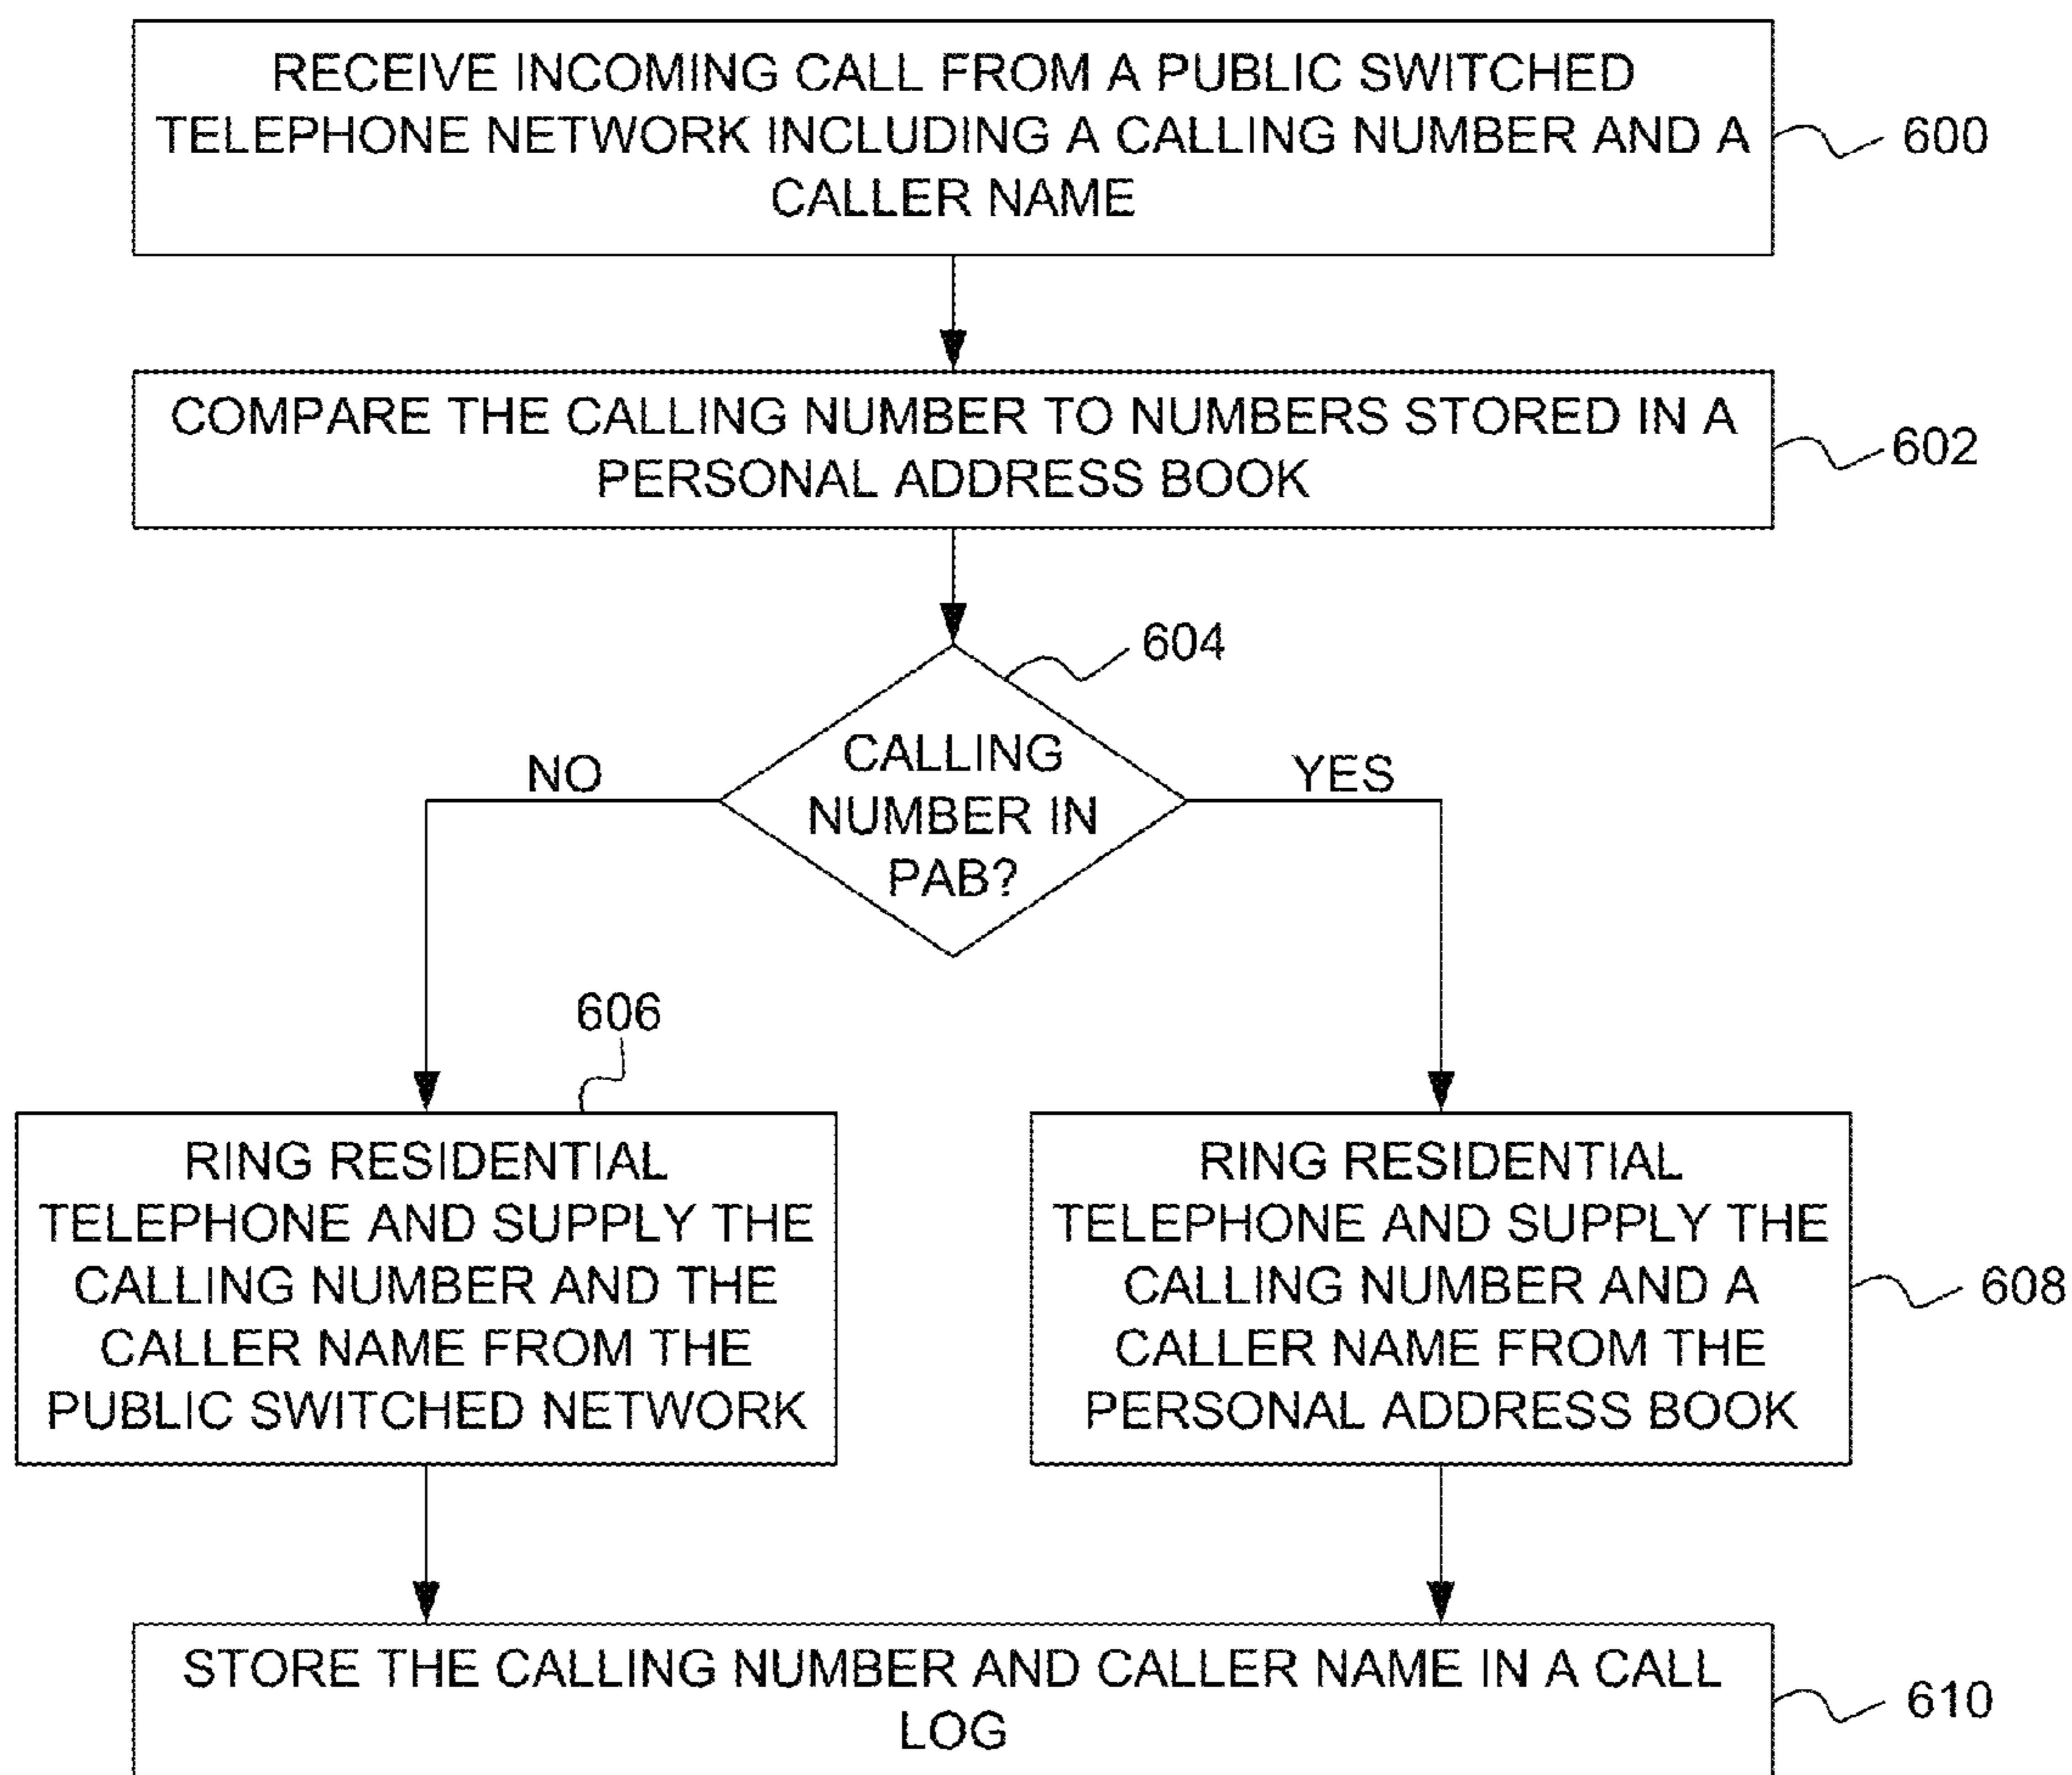 RECEIVE INCOMING CALL FROM A PUBLIC SWITCHED
TELEPHONE NETWORK INCLUDING A CALLING NUMBER AND A
CALLER NAME
600
COMPARE THE CALLING NUMBER TO NUMBERS STORED IN A
PERSONAL ADDRESS BOOK
602
604
CALLING
NUMBER IN
PAB?
NO
YES
606
RING RESIDENTIAL
TELEPHONE AND SUPPLY THE
CALLING NUMBER AND THE
CALLER NAME FROM THE
PUBLIC SWITCHED NETWORK
RING RESIDENTIAL
TELEPHONE AND SUPPLY THE
CALLING NUMBER AND A
CALLER NAME FROM THE
PERSONAL ADDRESS BOOK
608
STORE THE CALLING NUMBER AND CALLER NAME IN A CALL
LOG
610